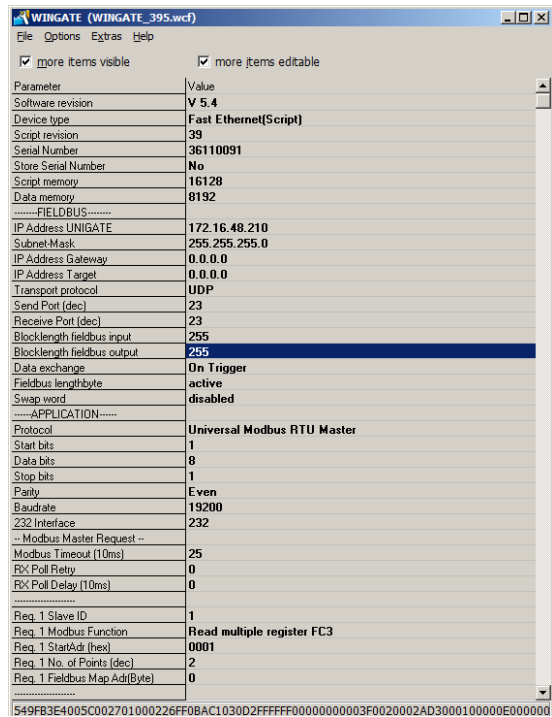 WINGATE (WINGATE_395.wcf)
File Options Extras Help
more items visible more items editable
Parameter Value
Software revision V 5.4
Device type Fast Ethernet(Script)
Script revision 39
Serial Number 36110091
Store Serial Number No
Script memory 16128
Data memory 8192
--------FIELDBUS--------
IP Address UNIGATE 172.16.48.210
Subnet-Mask 255.255.255.0
IP Address Gateway 0.0.0.0
IP Address Target 0.0.0.0
Transport protocol UDP
Send Port (dec) 23
Receive Port (dec) 23
Blocklength fieldbus input 255
Blocklength fieldbus output 255
Data exchange On Trigger
Fieldbus lengthbyte active
Swap word disabled
------APPLICATION------
Protocol Universal Modbus RTU Master
Start bits 1
Data bits 8
Stop bits 1
Parity Even
Baudrate 19200
232 Interface 232
-- Modbus Master Request --
Modbus Timeout (10ms) 25
RX Poll Retry 0
RX Poll Delay (10ms) 0
---------------------
Req. 1 Slave ID 1
Req. 1 Modbus Function Read multiple register FC3
Req. 1 StartAdr (hex) 0001
Req. 1 No. of Points (dec) 2
Req. 1 Fieldbus Map Adr(Byte) 0
---------------------
549FB3E4005C002701000226FF0BAC1030D2FFFFFF00000000003F0020002AD3000100000E000000